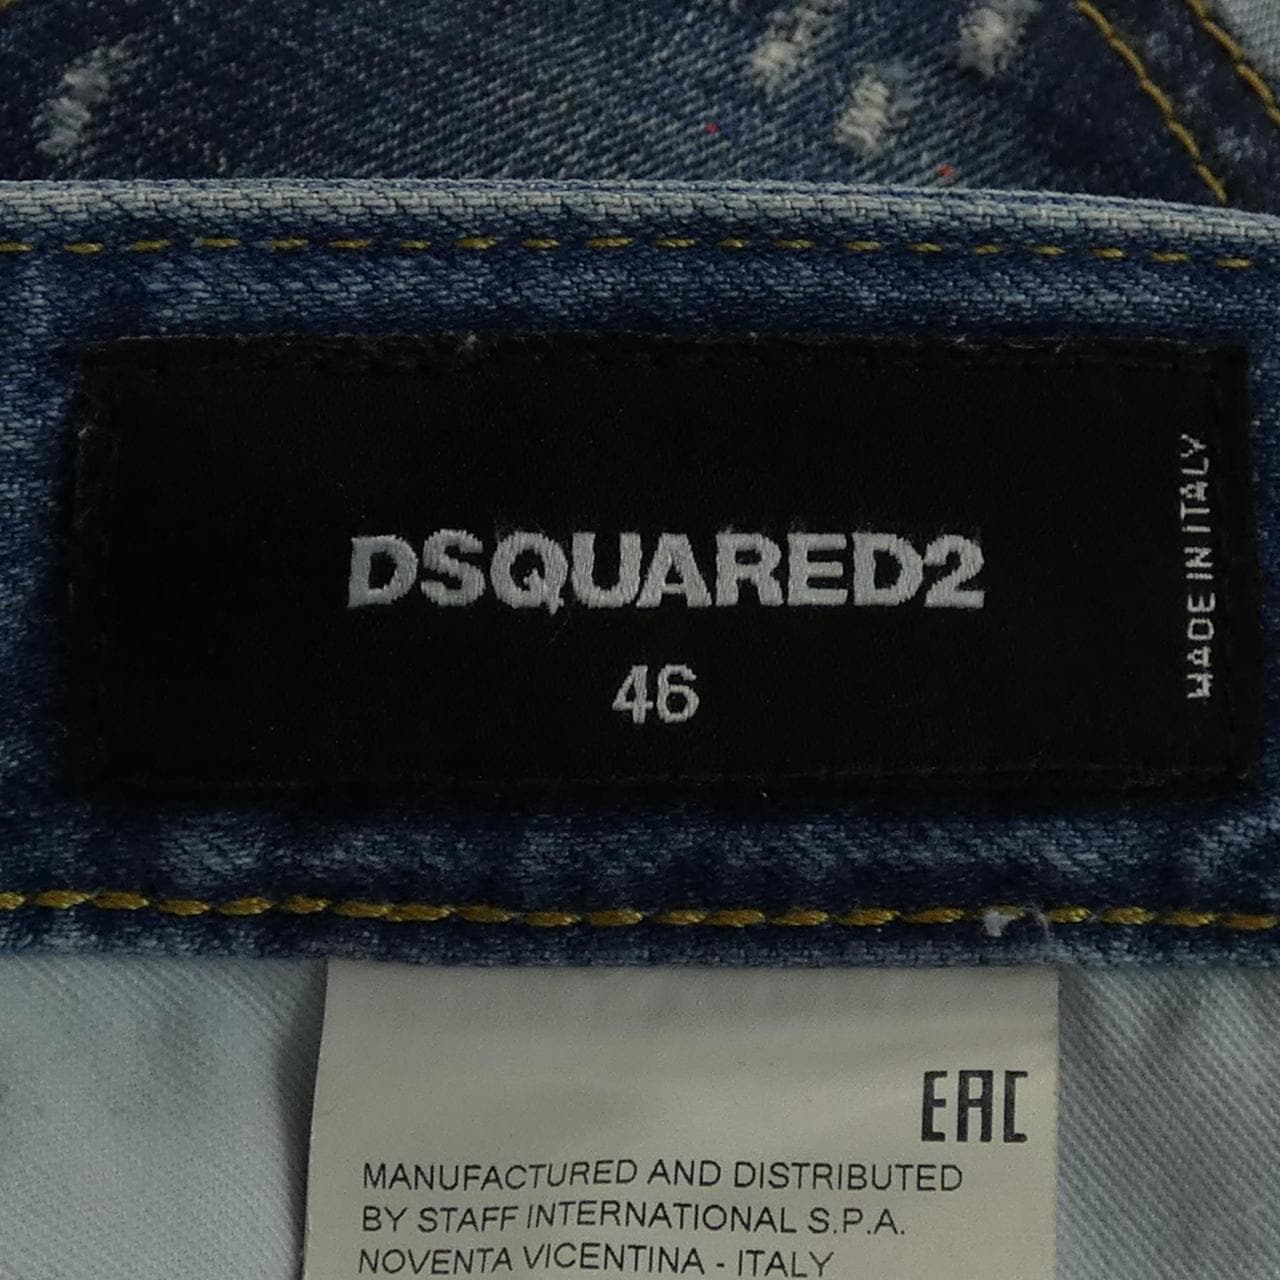 DSQUARED2
46
MADE IN ITALY
EAC
MANUFACTURED AND DISTRIBUTED
BY STAFF INTERNATIONAL S.P.A.
NOVENTA VICENTINA - ITALY